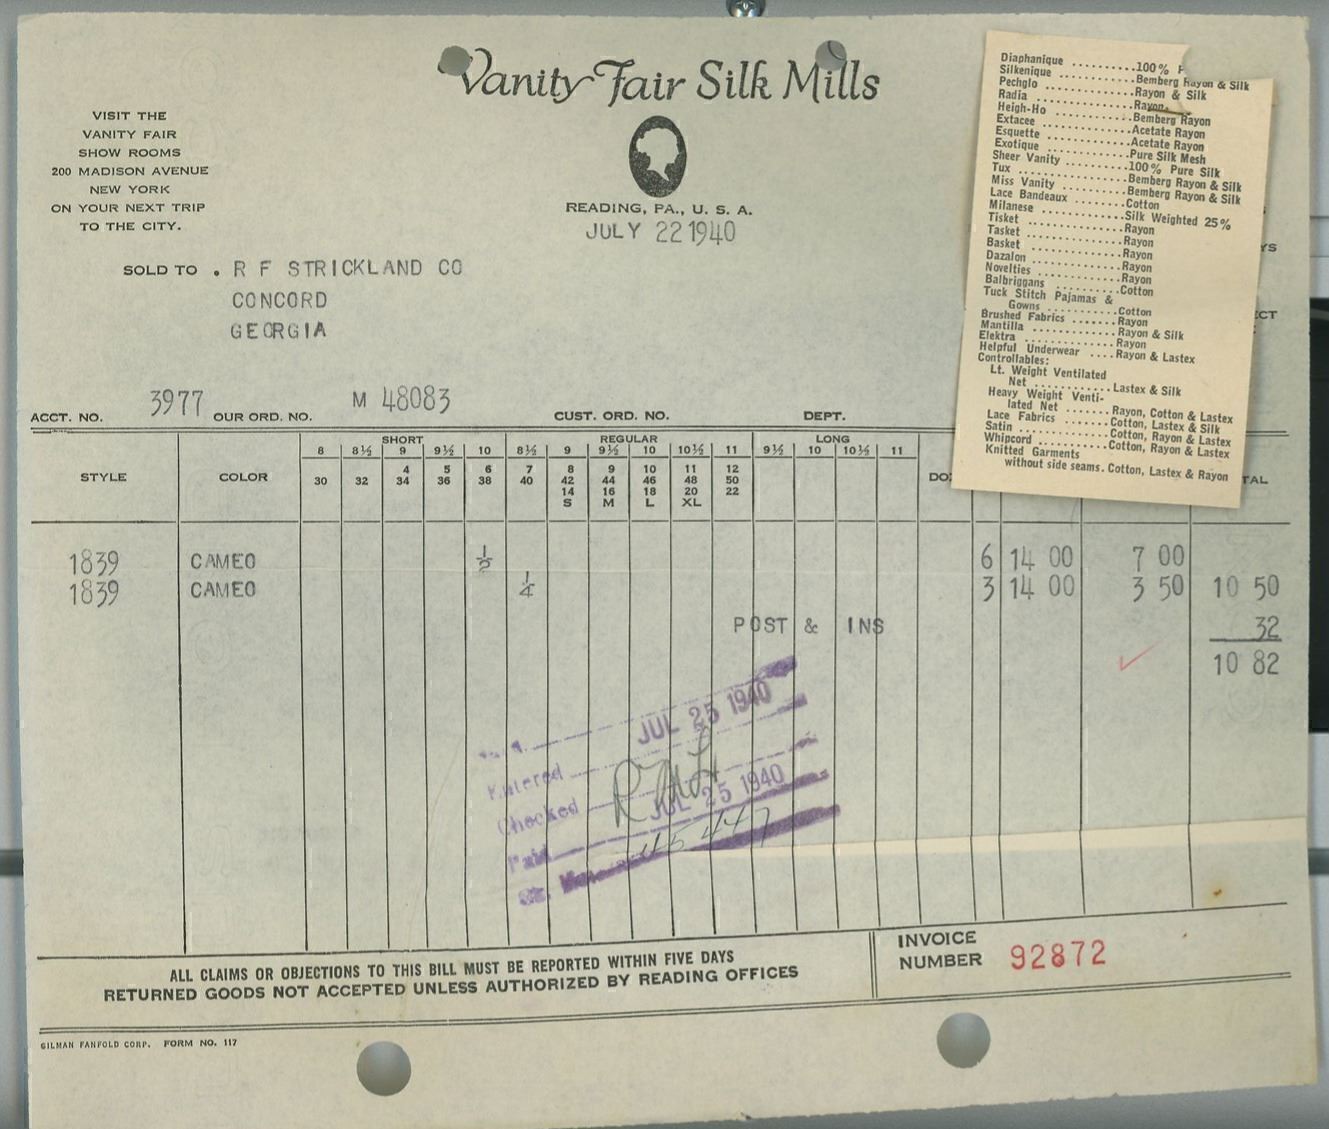 Vanity Fair Silk Mills
VISIT THE
VANITY FAIR
SHOW ROOMS
200 MADISON AVENUE
NEW YORK
ON YOUR NEXT TRIP
TO THE CITY.
READING, PA., U. S. A.
JULY 22 1940
SOLD TO . R F STRICKLAND CO
CONCORD
GEORGIA
Diaphanique ..........100% P
Silkenique ............Bemberg Rayon & Silk
Pechglo ...............Rayon & Silk
Radia .................Rayon
Heigh-Ho .............Bemberg Rayon
Extacee ...............Acetate Rayon
Esquette ..............Acetate Rayon
Exotique ..............Pure Silk Mesh
Sheer Vanity .........100% Pure Silk
Tux ...................Bemberg Rayon & Silk
Miss Vanity ..........Bemberg Rayon & Silk
Lace Bandeaux ........Cotton
Milanese ..............Silk Weighted 25%
Tisket .................Rayon
Tasket .................Rayon
Basket .................Rayon
Dazalon ...............Rayon
Novelties ..............Rayon
Balbriggans ..........Cotton
Tuck Stitch Pajamas &
Gowns ..........Cotton
Brushed Fabrics .......Rayon
Mantilla ..............Rayon & Silk
Elektra ................Rayon
Helpful Underwear ....Rayon & Lastex
Controllables:
Lt. Weight Ventilated
Net ...........Lastex & Silk
Heavy Weight Venti-
lated Net .......Rayon, Cotton & Lastex
Lace Fabrics .......Cotton, Lastex & Silk
Satin ..............Cotton, Rayon & Lastex
Whipcord ..........Cotton, Rayon & Lastex
Knitted Garments
without side seams. Cotton, Lastex & Rayon
YS
ECT
ACCT. NO. 3977 OUR ORD. NO. M 48083 CUST. ORD. NO. DEPT.
SHORT REGULAR LONG
8 8½ 9 9½ 10 8½ 9 9½ 10 10½ 11 9½ 10 10½ 11
STYLE COLOR DO TAL
4 5 6 7 8 9 10 11 12
30 32 34 36 38 40 42 44 46 48 50
14 16 18 20 22
S M L XL
1839 CAMEO ½ 6 14 00 7 00
1839 CAMEO ¼ 3 14 00 3 50 10 50
POST & INS 32
10 82
JUL 25 1940
Entered
Checked JUL 25 1940
Paid
ALL CLAIMS OR OBJECTIONS TO THIS BILL MUST BE REPORTED WITHIN FIVE DAYS
RETURNED GOODS NOT ACCEPTED UNLESS AUTHORIZED BY READING OFFICES
INVOICE
NUMBER 92872
GILMAN FANFOLD CORP. FORM NO. 117